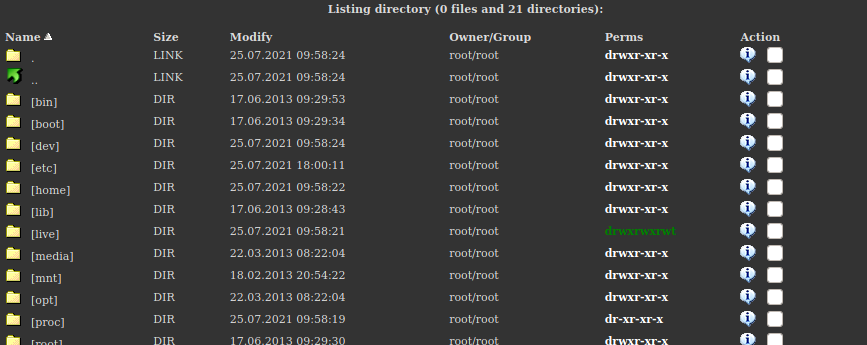 Listing directory (0 files and 21 directories):
Name Size Modify Owner/Group Perms Action
. LINK 25.07.2021 09:58:24 root/root drwxr-xr-x
.. LINK 25.07.2021 09:58:24 root/root drwxr-xr-x
[bin] DIR 17.06.2013 09:29:53 root/root drwxr-xr-x
[boot] DIR 17.06.2013 09:29:34 root/root drwxr-xr-x
[dev] DIR 25.07.2021 09:58:24 root/root drwxr-xr-x
[etc] DIR 25.07.2021 18:00:11 root/root drwxr-xr-x
[home] DIR 25.07.2021 09:58:22 root/root drwxr-xr-x
[lib] DIR 17.06.2013 09:28:43 root/root drwxr-xr-x
[live] DIR 25.07.2021 09:58:21 root/root drwxrwxrwt
[media] DIR 22.03.2013 08:22:04 root/root drwxr-xr-x
[mnt] DIR 18.02.2013 20:54:22 root/root drwxr-xr-x
[opt] DIR 22.03.2013 08:22:04 root/root drwxr-xr-x
[proc] DIR 25.07.2021 09:58:19 root/root dr-xr-xr-x
[root] DIR 17.06.2013 09:29:30 root/root drwxr-xr-x